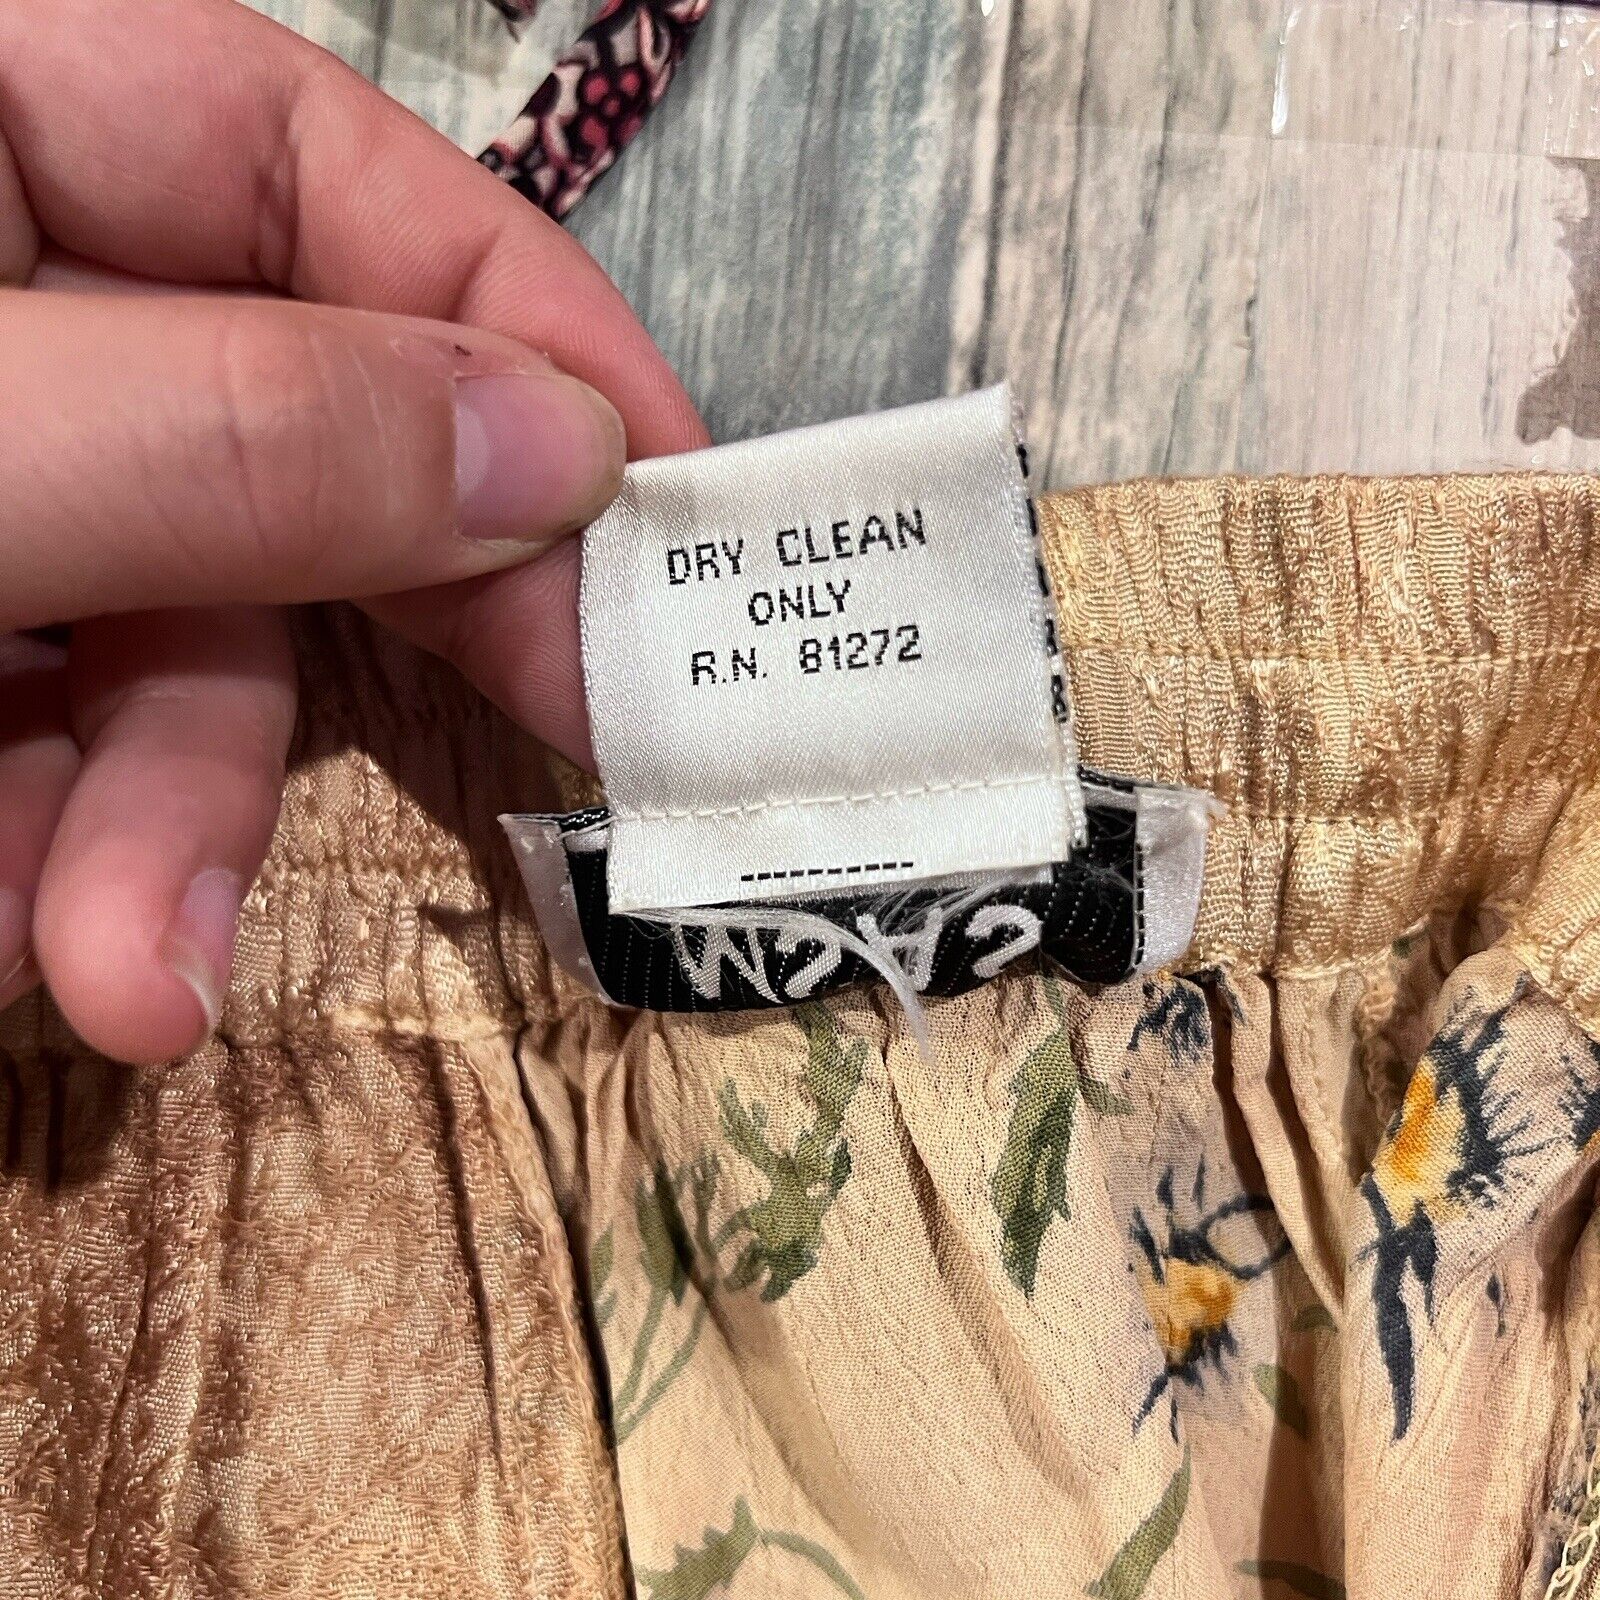 DRY CLEAN
ONLY
R.N. 81272